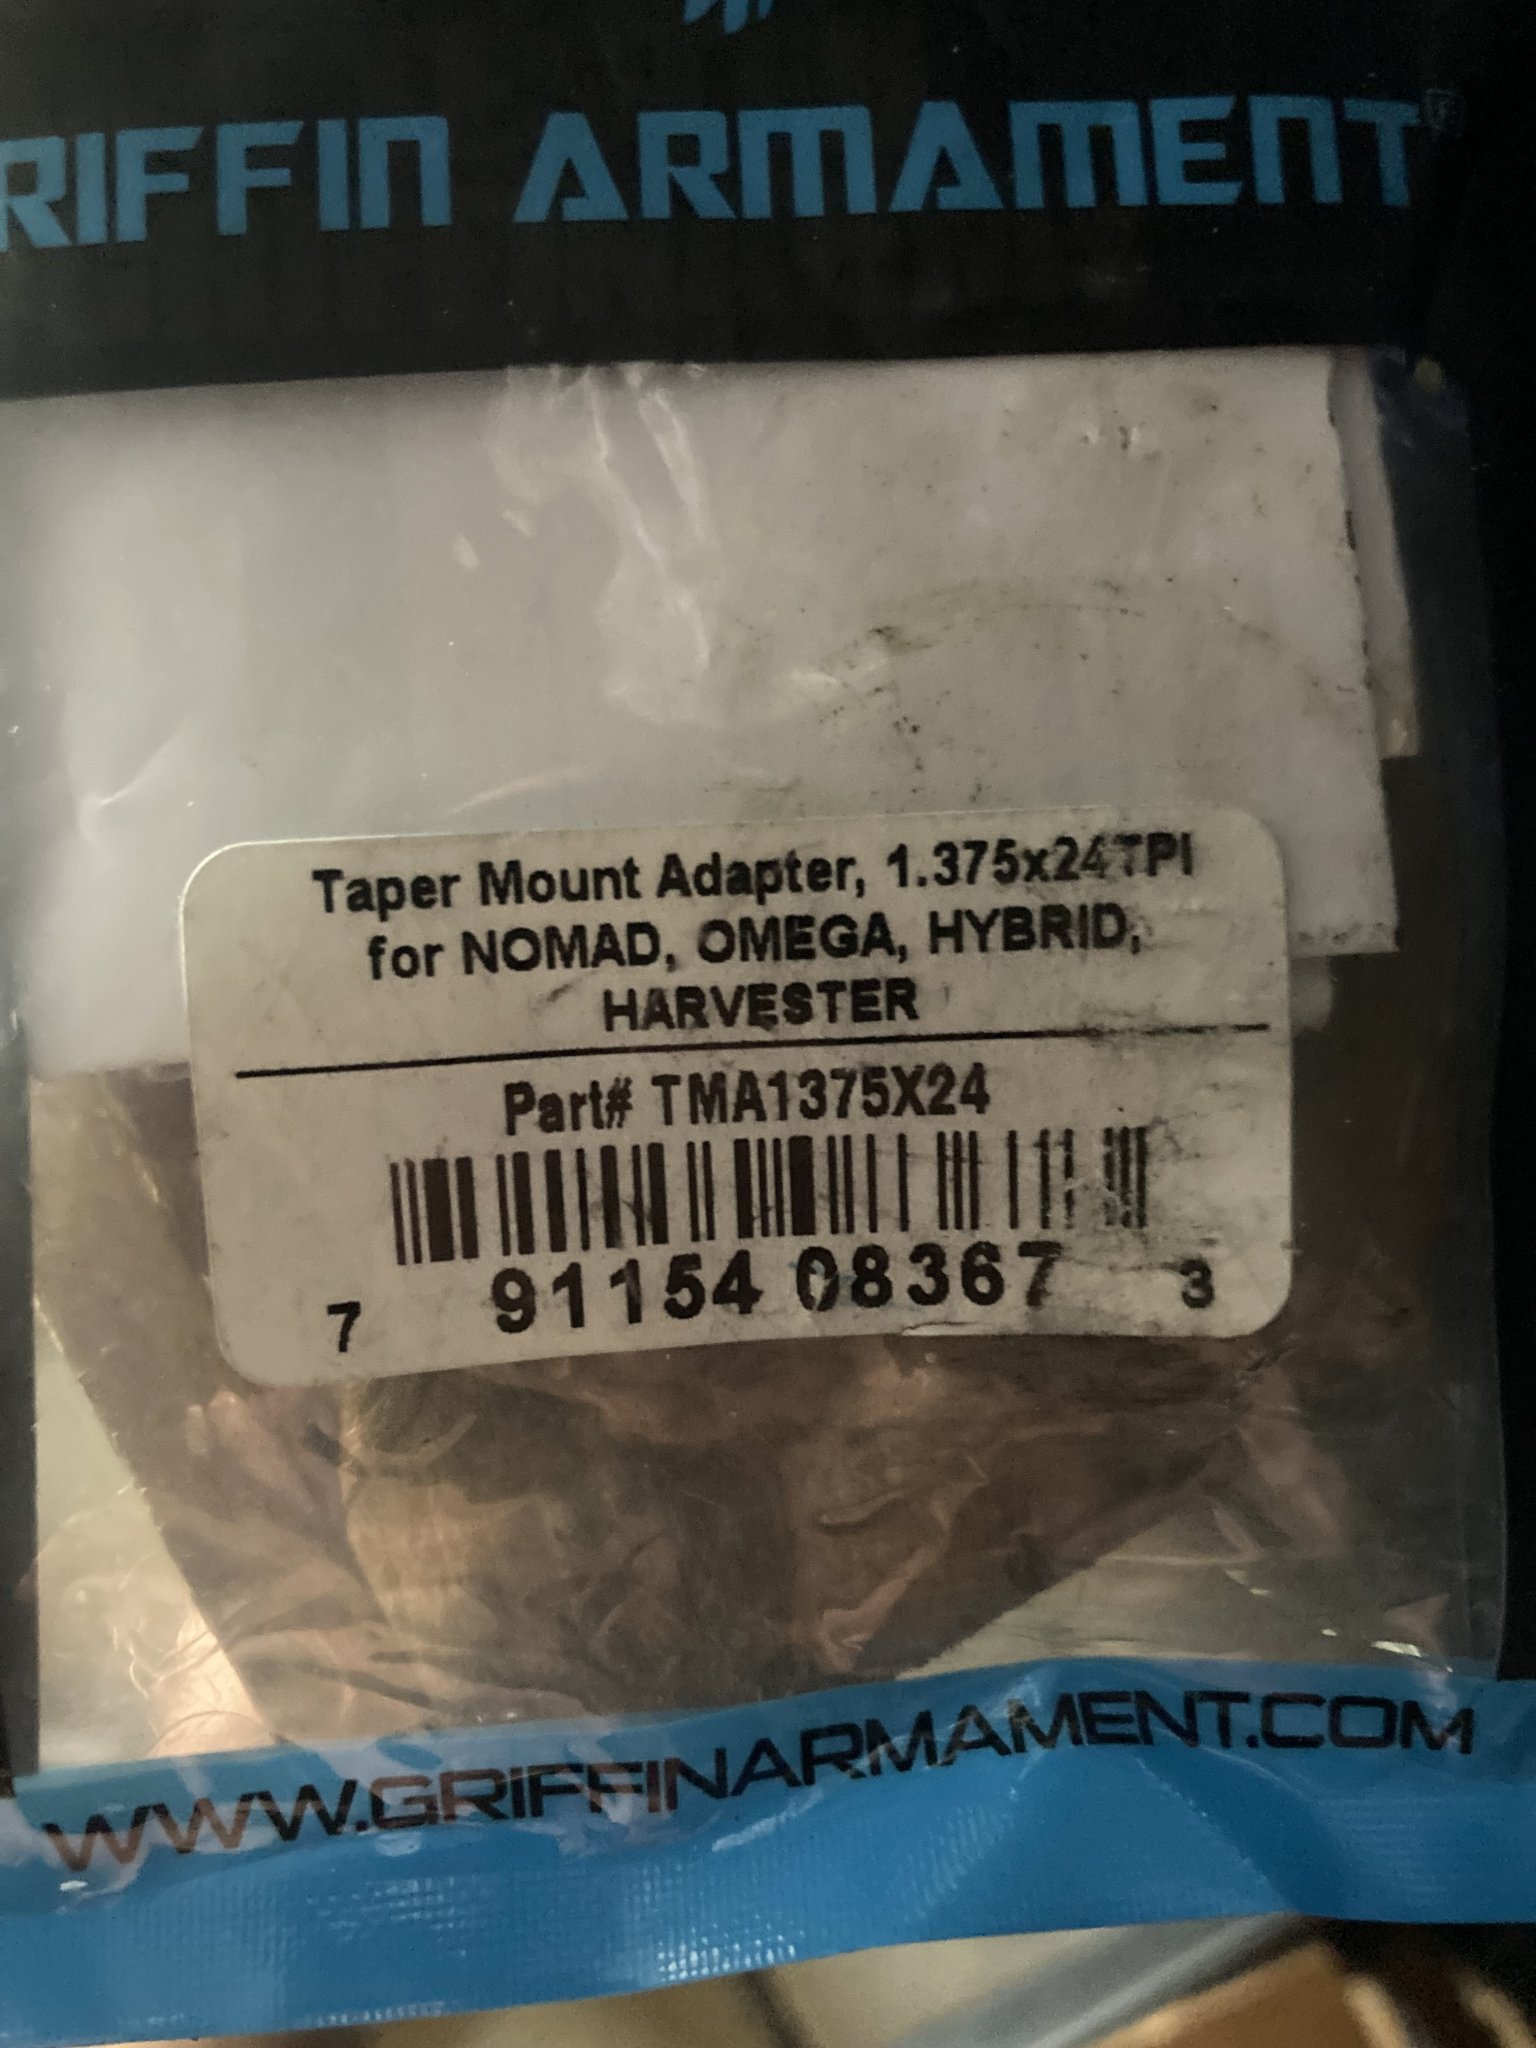 RIFFIN ARMAMENT
Taper Mount Adapter, 1.375x24TPI
for NOMAD, OMEGA, HYBRID,
HARVESTER
Part# TMA1375X24
7 91154 08367 3
WWW.GRIFFINARMAMENT.COM